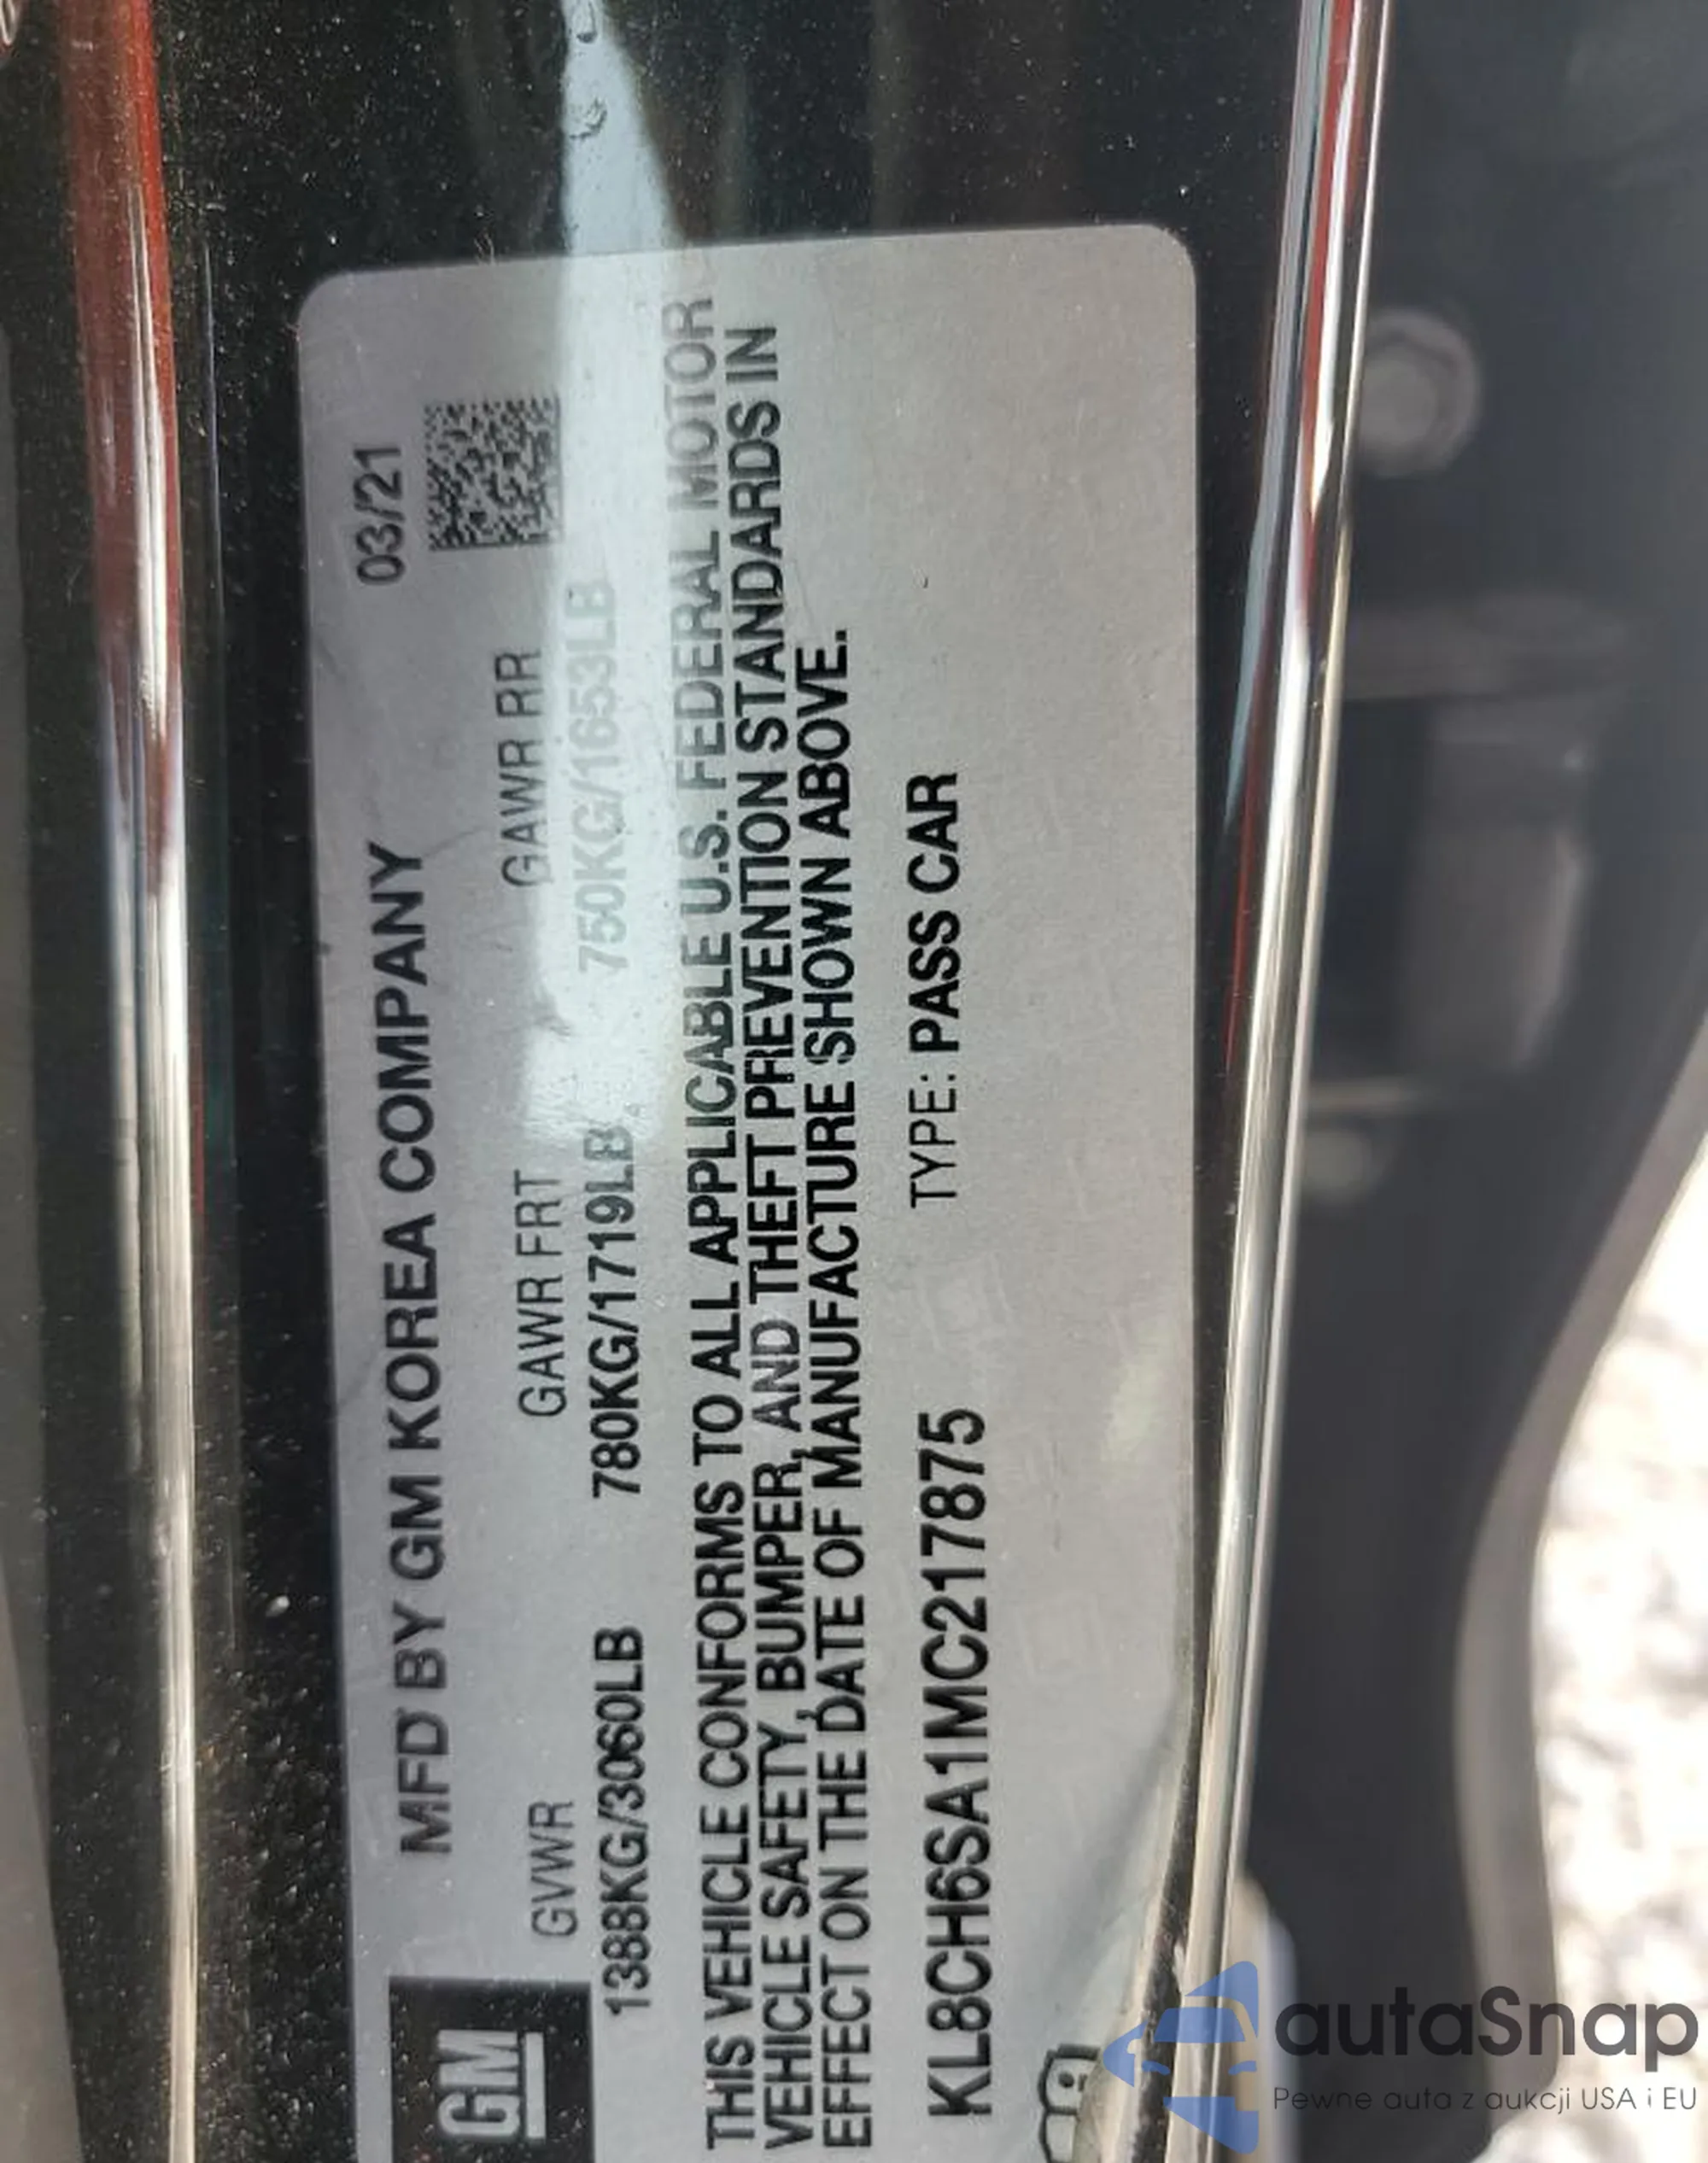 GM
MFD BY GM KOREA COMPANY 03/21
GVWR GAWR FRT GAWR RR
1388KG/3060LB 780KG/1719LB 750KG/1653LB
THIS VEHICLE CONFORMS TO ALL APPLICABLE U.S. FEDERAL MOTOR
VEHICLE SAFETY, BUMPER, AND THEFT PREVENTION STANDARDS IN
EFFECT ON THE DATE OF MANUFACTURE SHOWN ABOVE.
KL8CH6SA1MC217875 TYPE: PASS CAR
autaSnap
Pewne auta z aukcji USA i EU